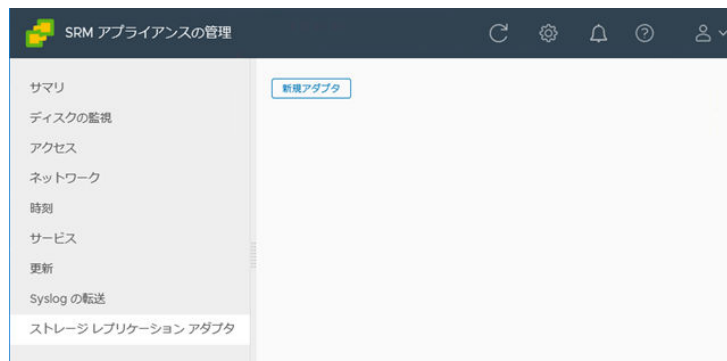 SRM アプライアンスの管理
サマリ
新規アダプタ
ディスクの監視
アクセス
ネットワーク
時刻
サービス
更新
Syslog の転送
ストレージ レプリケーション アダプタ